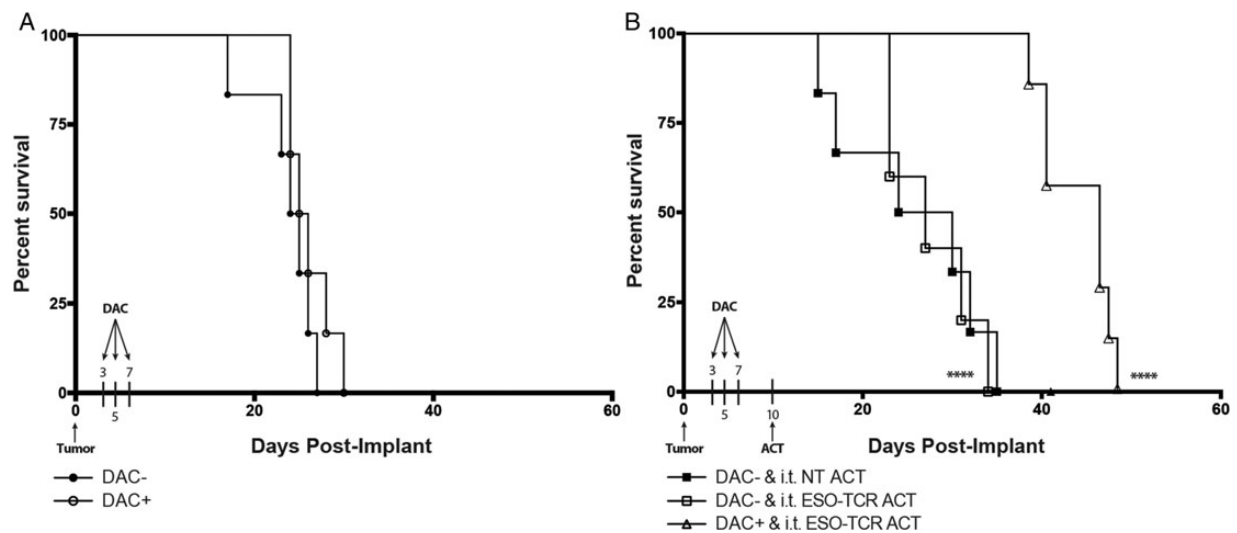 A
100
75
50
25
0
Percent survival
DAC
3 7
5
0 20 40 60
Tumor
Days Post-Implant
DAC-
DAC+
B
100
75
50
25
0
Percent survival
DAC
3 7
5 10
**** ****
0 20 40 60
Tumor ACT
Days Post-Implant
DAC- & i.t. NT ACT
DAC- & i.t. ESO-TCR ACT
DAC+ & i.t. ESO-TCR ACT